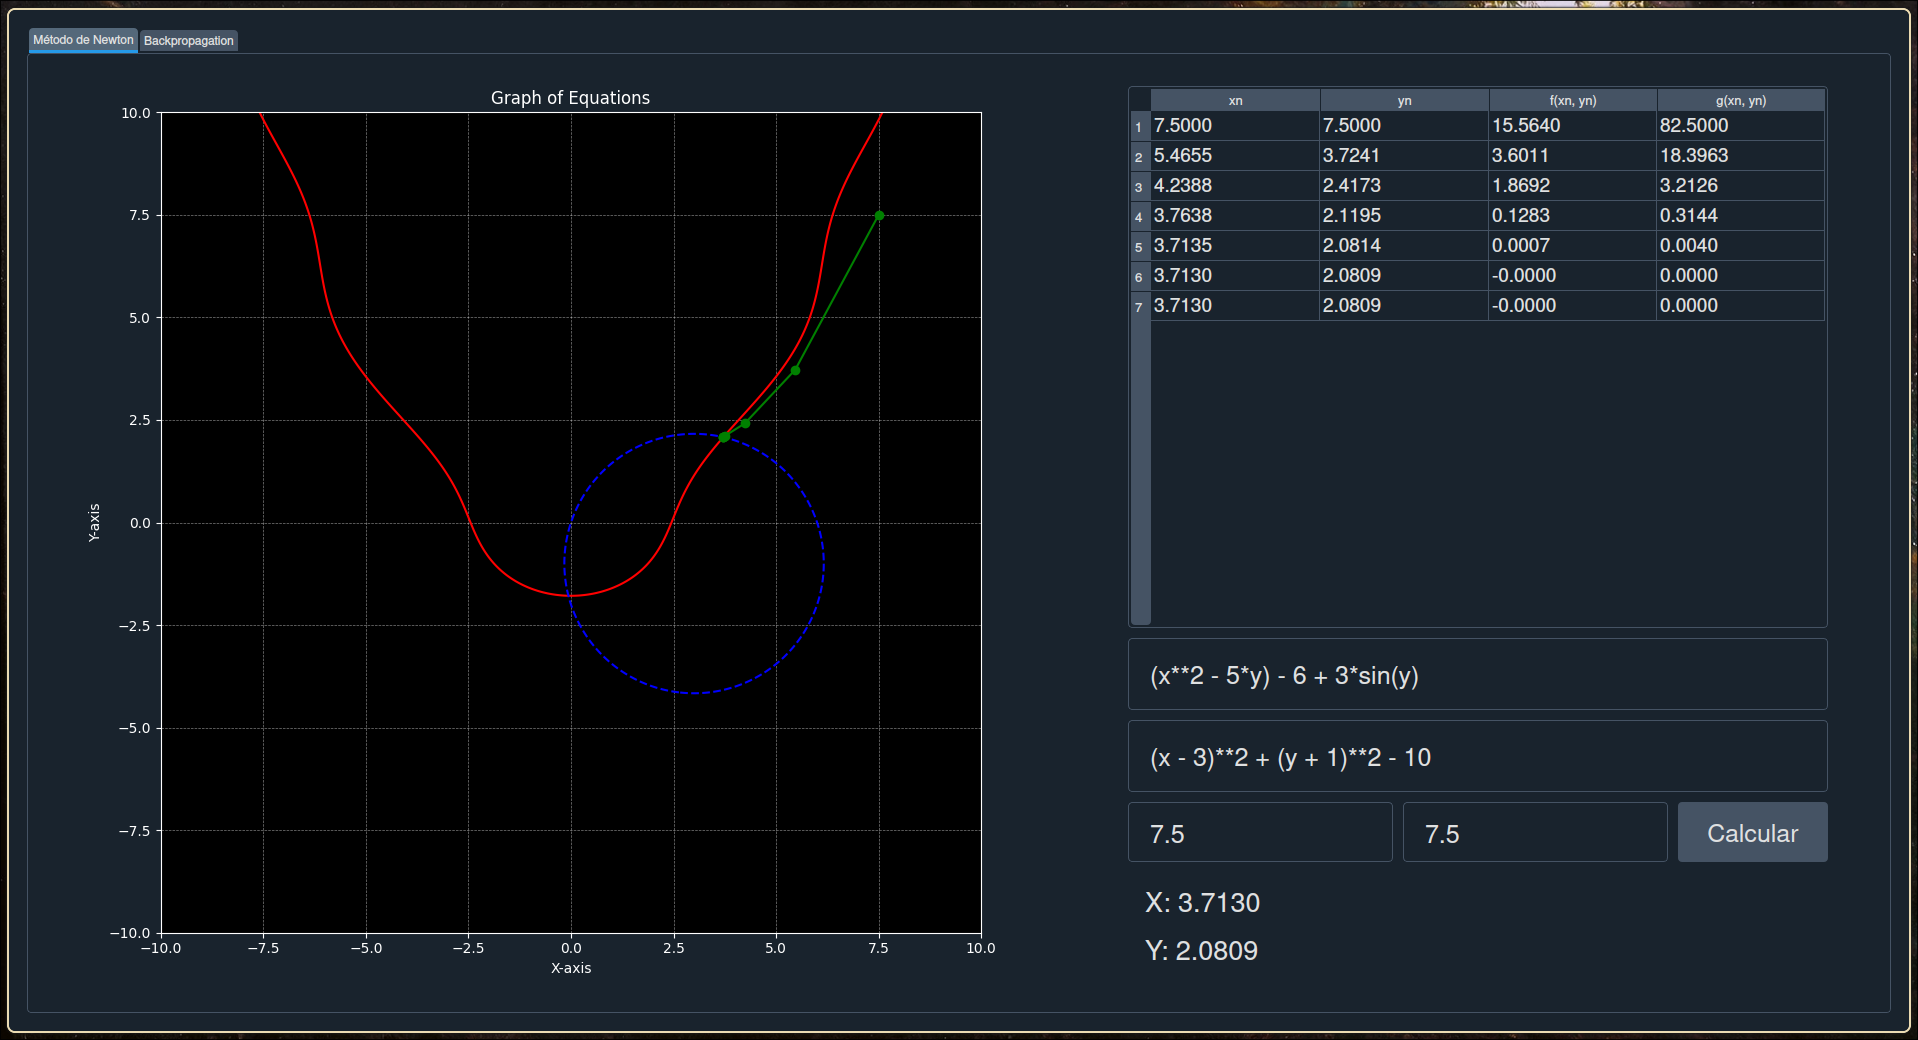 Método de Newton Backpropagation
Graph of Equations
10.0
7.5
5.0
2.5
0.0
−2.5
−5.0
−7.5
−10.0
Y-axis
−10.0 −7.5 −5.0 −2.5 0.0 2.5 5.0 7.5 10.0
X-axis
xn yn f(xn, yn) g(xn, yn)
1 7.5000 7.5000 15.5640 82.5000
2 5.4655 3.7241 3.6011 18.3963
3 4.2388 2.4173 1.8692 3.2126
4 3.7638 2.1195 0.1283 0.3144
5 3.7135 2.0814 0.0007 0.0040
6 3.7130 2.0809 -0.0000 0.0000
7 3.7130 2.0809 -0.0000 0.0000
(x**2 - 5*y) - 6 + 3*sin(y)
(x - 3)**2 + (y + 1)**2 - 10
7.5 7.5 Calcular
X: 3.7130
Y: 2.0809